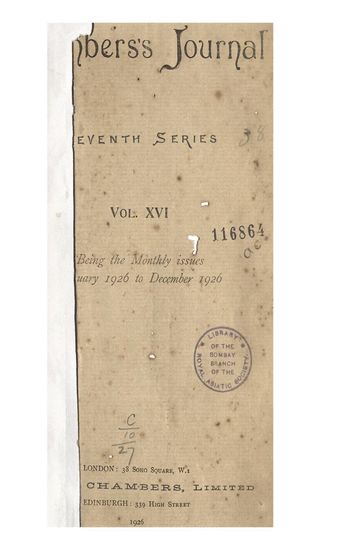 mbers's Journal
EVENTH SERIES
38
VOL. XVI
116864
Being the Monthly issues
uary 1926 to December 1926
LIBRARY
OF THE
BOMBAY
BRANCH
OF THE
ROYAL ASIATIC SOCIETY
C
10
27
LONDON: 38 SOHO SQUARE, W.1
CHAMBERS, LIMITED
EDINBURGH: 339 HIGH STREET
1926